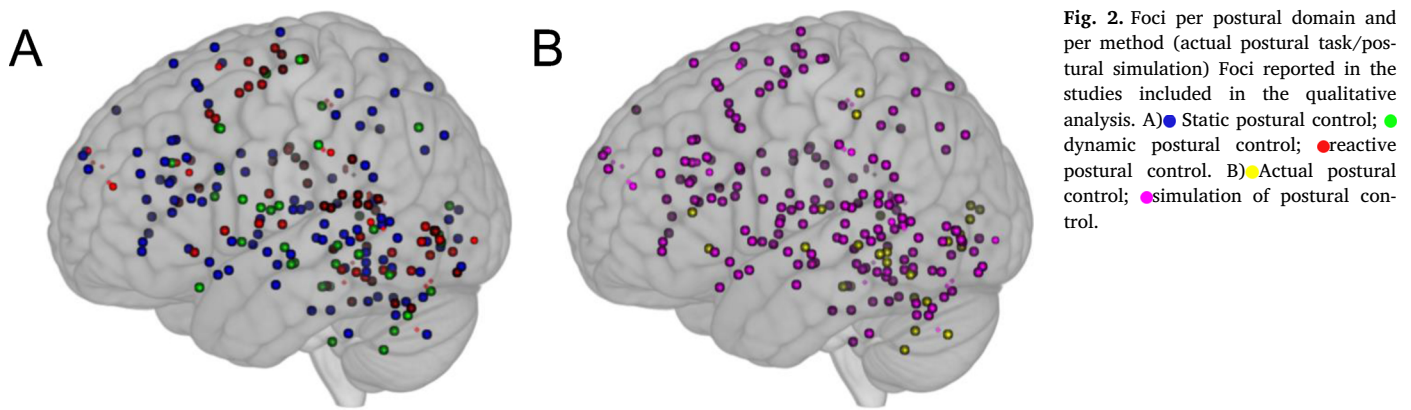 A
B
Fig. 2. Foci per postural domain and
per method (actual postural task/pos-
tural simulation) Foci reported in the
studies included in the qualitative
analysis. A) Static postural control;
dynamic postural control; reactive
postural control. B) Actual postural
control; simulation of postural con-
trol.